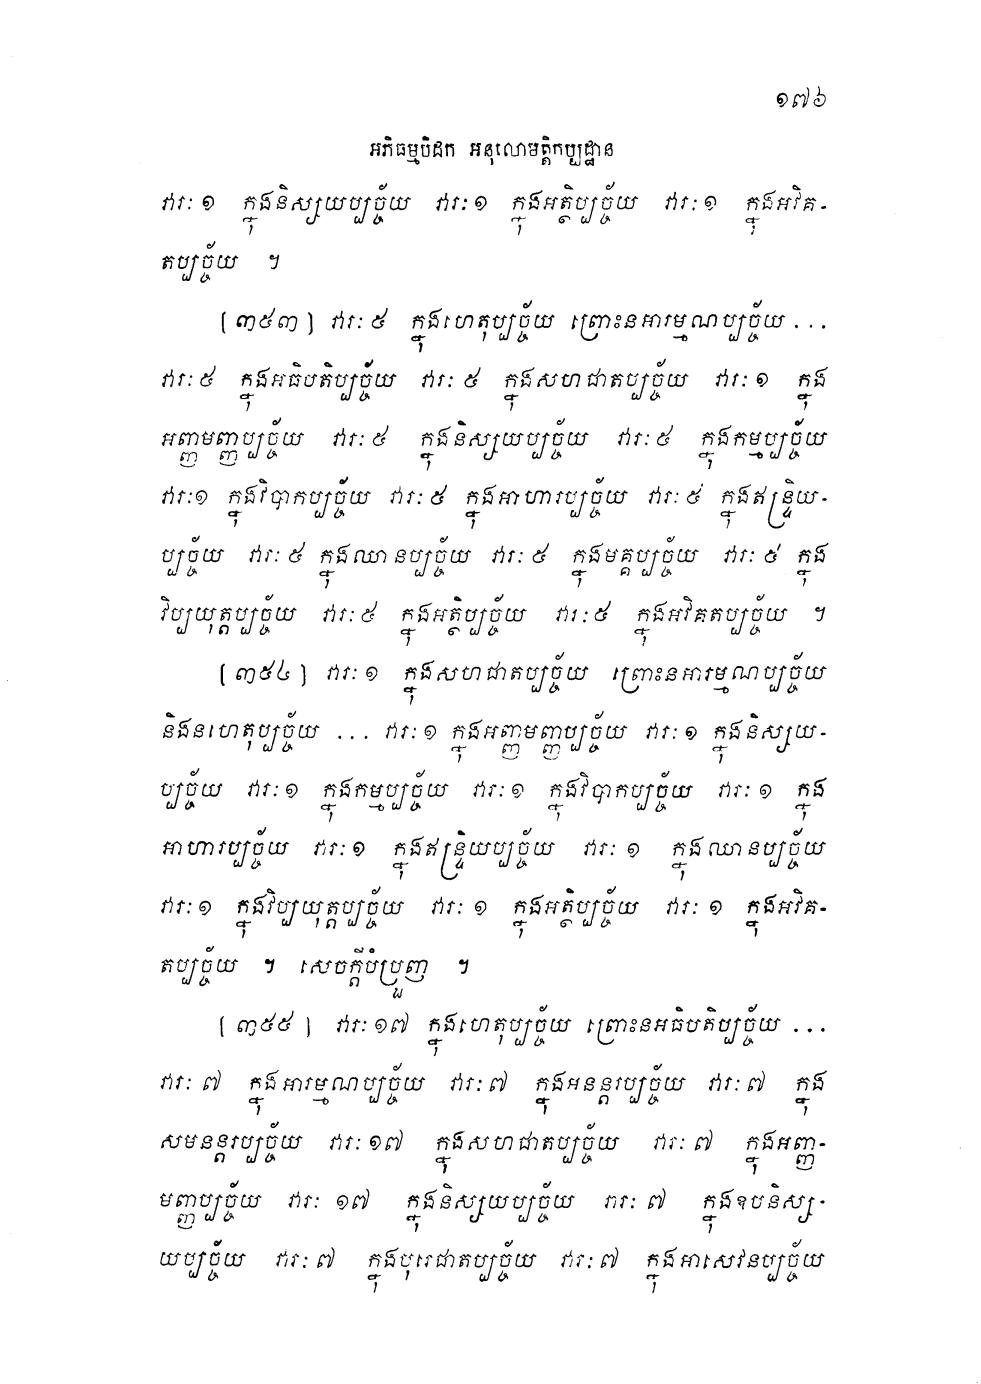 ១៧៦
អភិធម្មបិដក អនុលោមត្តិកប្បដ្ឋាន
វារៈ ១ ក្នុងនិស្សយប្បច្ច័យ វារៈ ១ ក្នុងអត្ថិប្បច្ច័យ វារៈ ១ ក្នុងអវិគ-
តប្បច្ច័យ ។
[ ៣៥៣ ] វារៈ ៥ ក្នុងហេតុប្បច្ច័យ ព្រោះនអារម្មណប្បច្ច័យ ...
វារៈ ៥ ក្នុងអធិបតិប្បច្ច័យ វារៈ ៥ ក្នុងសហជាតប្បច្ច័យ វារៈ ១ ក្នុង
អញ្ញមញ្ញប្បច្ច័យ វារៈ ៥ ក្នុងនិស្សយប្បច្ច័យ វារៈ ៥ ក្នុងកម្មប្បច្ច័យ
វារៈ ១ ក្នុងវិបាកប្បច្ច័យ វារៈ ៥ ក្នុងអាហារប្បច្ច័យ វារៈ ៥ ក្នុងឥន្ទ្រិយ-
ប្បច្ច័យ វារៈ ៥ ក្នុងឈានប្បច្ច័យ វារៈ ៥ ក្នុងមគ្គប្បច្ច័យ វារៈ ៥ ក្នុង
វិប្បយុត្តប្បច្ច័យ វារៈ ៥ ក្នុងអត្ថិប្បច្ច័យ វារៈ ៥ ក្នុងអវិគតប្បច្ច័យ ។
[ ៣៥៤ ] វារៈ ១ ក្នុងសហជាតប្បច្ច័យ ព្រោះនអារម្មណប្បច្ច័យ
និងនហេតុប្បច្ច័យ ... វារៈ ១ ក្នុងអញ្ញមញ្ញប្បច្ច័យ វារៈ ១ ក្នុងនិស្សយ-
ប្បច្ច័យ វារៈ ១ ក្នុងកម្មប្បច្ច័យ វារៈ ១ ក្នុងវិបាកប្បច្ច័យ វារៈ ១ ក្នុង
អាហារប្បច្ច័យ វារៈ ១ ក្នុងឥន្ទ្រិយប្បច្ច័យ វារៈ ១ ក្នុងឈានប្បច្ច័យ
វារៈ ១ ក្នុងវិប្បយុត្តប្បច្ច័យ វារៈ ១ ក្នុងអត្ថិប្បច្ច័យ វារៈ ១ ក្នុងអវិគ-
តប្បច្ច័យ ។ សេចក្តីបំប្រួញ ។
[ ៣៥៥ ] វារៈ ១៧ ក្នុងហេតុប្បច្ច័យ ព្រោះនអធិបតិប្បច្ច័យ ...
វារៈ ៧ ក្នុងអារម្មណប្បច្ច័យ វារៈ ៧ ក្នុងអនន្តរប្បច្ច័យ វារៈ ៧ ក្នុង
សមនន្តរប្បច្ច័យ វារៈ ១៧ ក្នុងសហជាតប្បច្ច័យ វារៈ ៧ ក្នុងអញ្ញ-
មញ្ញប្បច្ច័យ វារៈ ១៧ ក្នុងនិស្សយប្បច្ច័យ វារៈ ៧ ក្នុងឧបនិស្ស-
យប្បច្ច័យ វារៈ ៧ ក្នុងបុរេជាតប្បច្ច័យ វារៈ ៧ ក្នុងអាសេវនប្បច្ច័យ